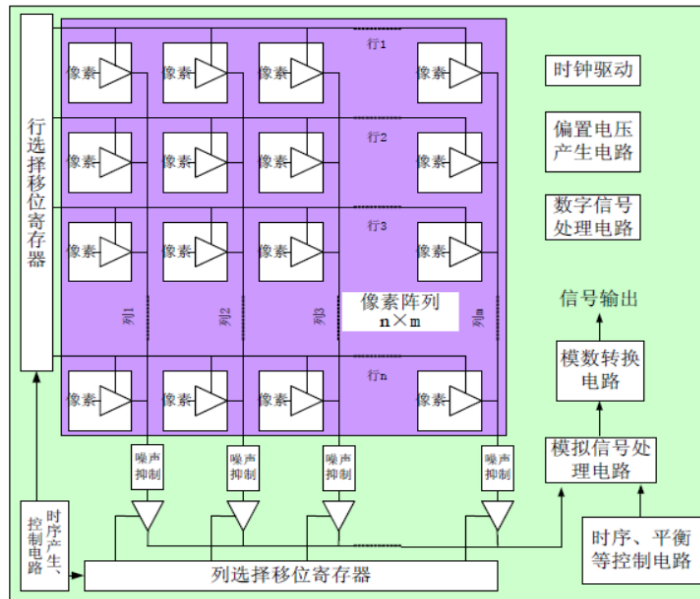 行1
像素 像素 像素 像素
时钟驱动
行选择移位寄存器
行2
像素 像素 像素 像素
偏置电压
产生电路
行3
像素 像素 像素 像素
数字信号
处理电路
列1 列2 列3 列m
像素阵列
n×m
信号输出
模数转换
电路
行n
像素 像素 像素 像素
噪声 噪声 噪声 噪声
抑制 抑制 抑制 抑制
模拟信号处
理电路
时序产生、
控制电路
时序、平衡
等控制电路
列选择移位寄存器